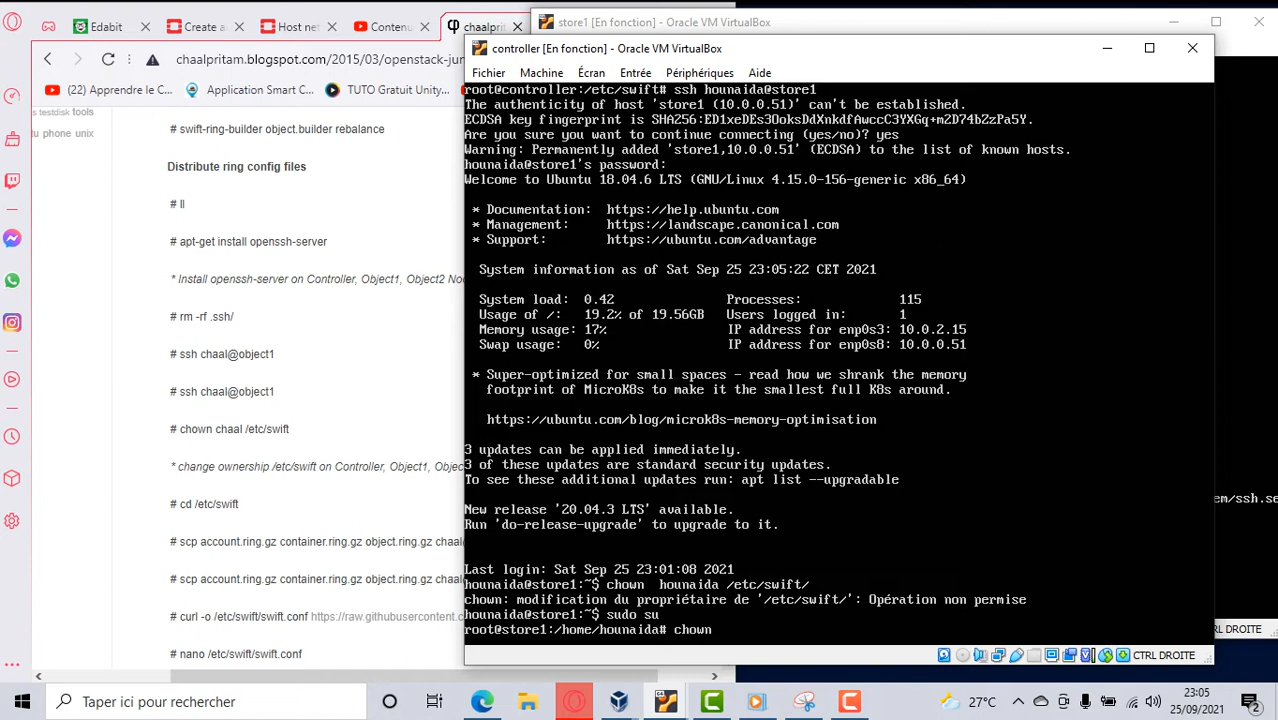 Edabit
Create a
Host net
Contenu
chaalprit
store1 [En fonction] - Oracle VM VirtualBox
chaalpritam.blogspot.com/2015/03/openstack-jun
(22) Apprendre le C
Application Smart C
TUTO Gratuit Unity
s testdisk tools
tu phone unix
# swift-ring-builder object.builder rebalance
Distribute ring config files
# ll
# apt-get install openssh-server
* Install openssh-server on Controller, Object1, Object2 No
# rm -rf .ssh/
# ssh chaal@object1
# ssh chaal@object1
# chown chaal /etc/swift
* change ownership /etc/swift on Controller, Object1, Object
# cd /etc/swift
# scp account.ring.gz container.ring.gz object.ring.gz chaal
# scp account.ring.gz container.ring.gz object.ring.gz chaal
# curl -o /etc/swift/swift.conf https://raw.githubusercontent.
# nano /etc/swift/swift.conf
controller [En fonction] - Oracle VM VirtualBox
Fichier Machine Écran Entrée Périphériques Aide
root@controller:/etc/swift# ssh hounaida@store1
The authenticity of host 'store1 (10.0.0.51)' can't be established.
ECDSA key fingerprint is SHA256:ED1xeDEs3OoksDdXnkdfAwccC3YXGq+m2D74b2zPa5Y.
Are you sure you want to continue connecting (yes/no)? yes
Warning: Permanently added 'store1,10.0.0.51' (ECDSA) to the list of known hosts.
hounaida@store1's password:
Welcome to Ubuntu 18.04.6 LTS (GNU/Linux 4.15.0-156-generic x86_64)
* Documentation: https://help.ubuntu.com
* Management: https://landscape.canonical.com
* Support: https://ubuntu.com/advantage
System information as of Sat Sep 25 23:05:22 CET 2021
System load: 0.42 Processes: 115
Usage of /: 19.2% of 19.56GB Users logged in: 1
Memory usage: 17% IP address for enp0s3: 10.0.2.15
Swap usage: 0% IP address for enp0s8: 10.0.0.51
* Super-optimized for small spaces - read how we shrank the memory
footprint of MicroK8s to make it the smallest full K8s around.
https://ubuntu.com/blog/microk8s-memory-optimisation
3 updates can be applied immediately.
3 of these updates are standard security updates.
To see these additional updates run: apt list --upgradable
New release '20.04.3 LTS' available.
Run 'do-release-upgrade' to upgrade to it.
Last login: Sat Sep 25 23:01:08 2021
hounaida@store1:~$ chown  hounaida /etc/swift/
chown: modification du propriétaire de '/etc/swift/': Opération non permise
hounaida@store1:~$ sudo su
root@store1:/home/hounaida# chown
CTRL DROITE
em/ssh.se
RL DROITE
Taper ici pour rechercher
27°C
23:05
25/09/2021
2